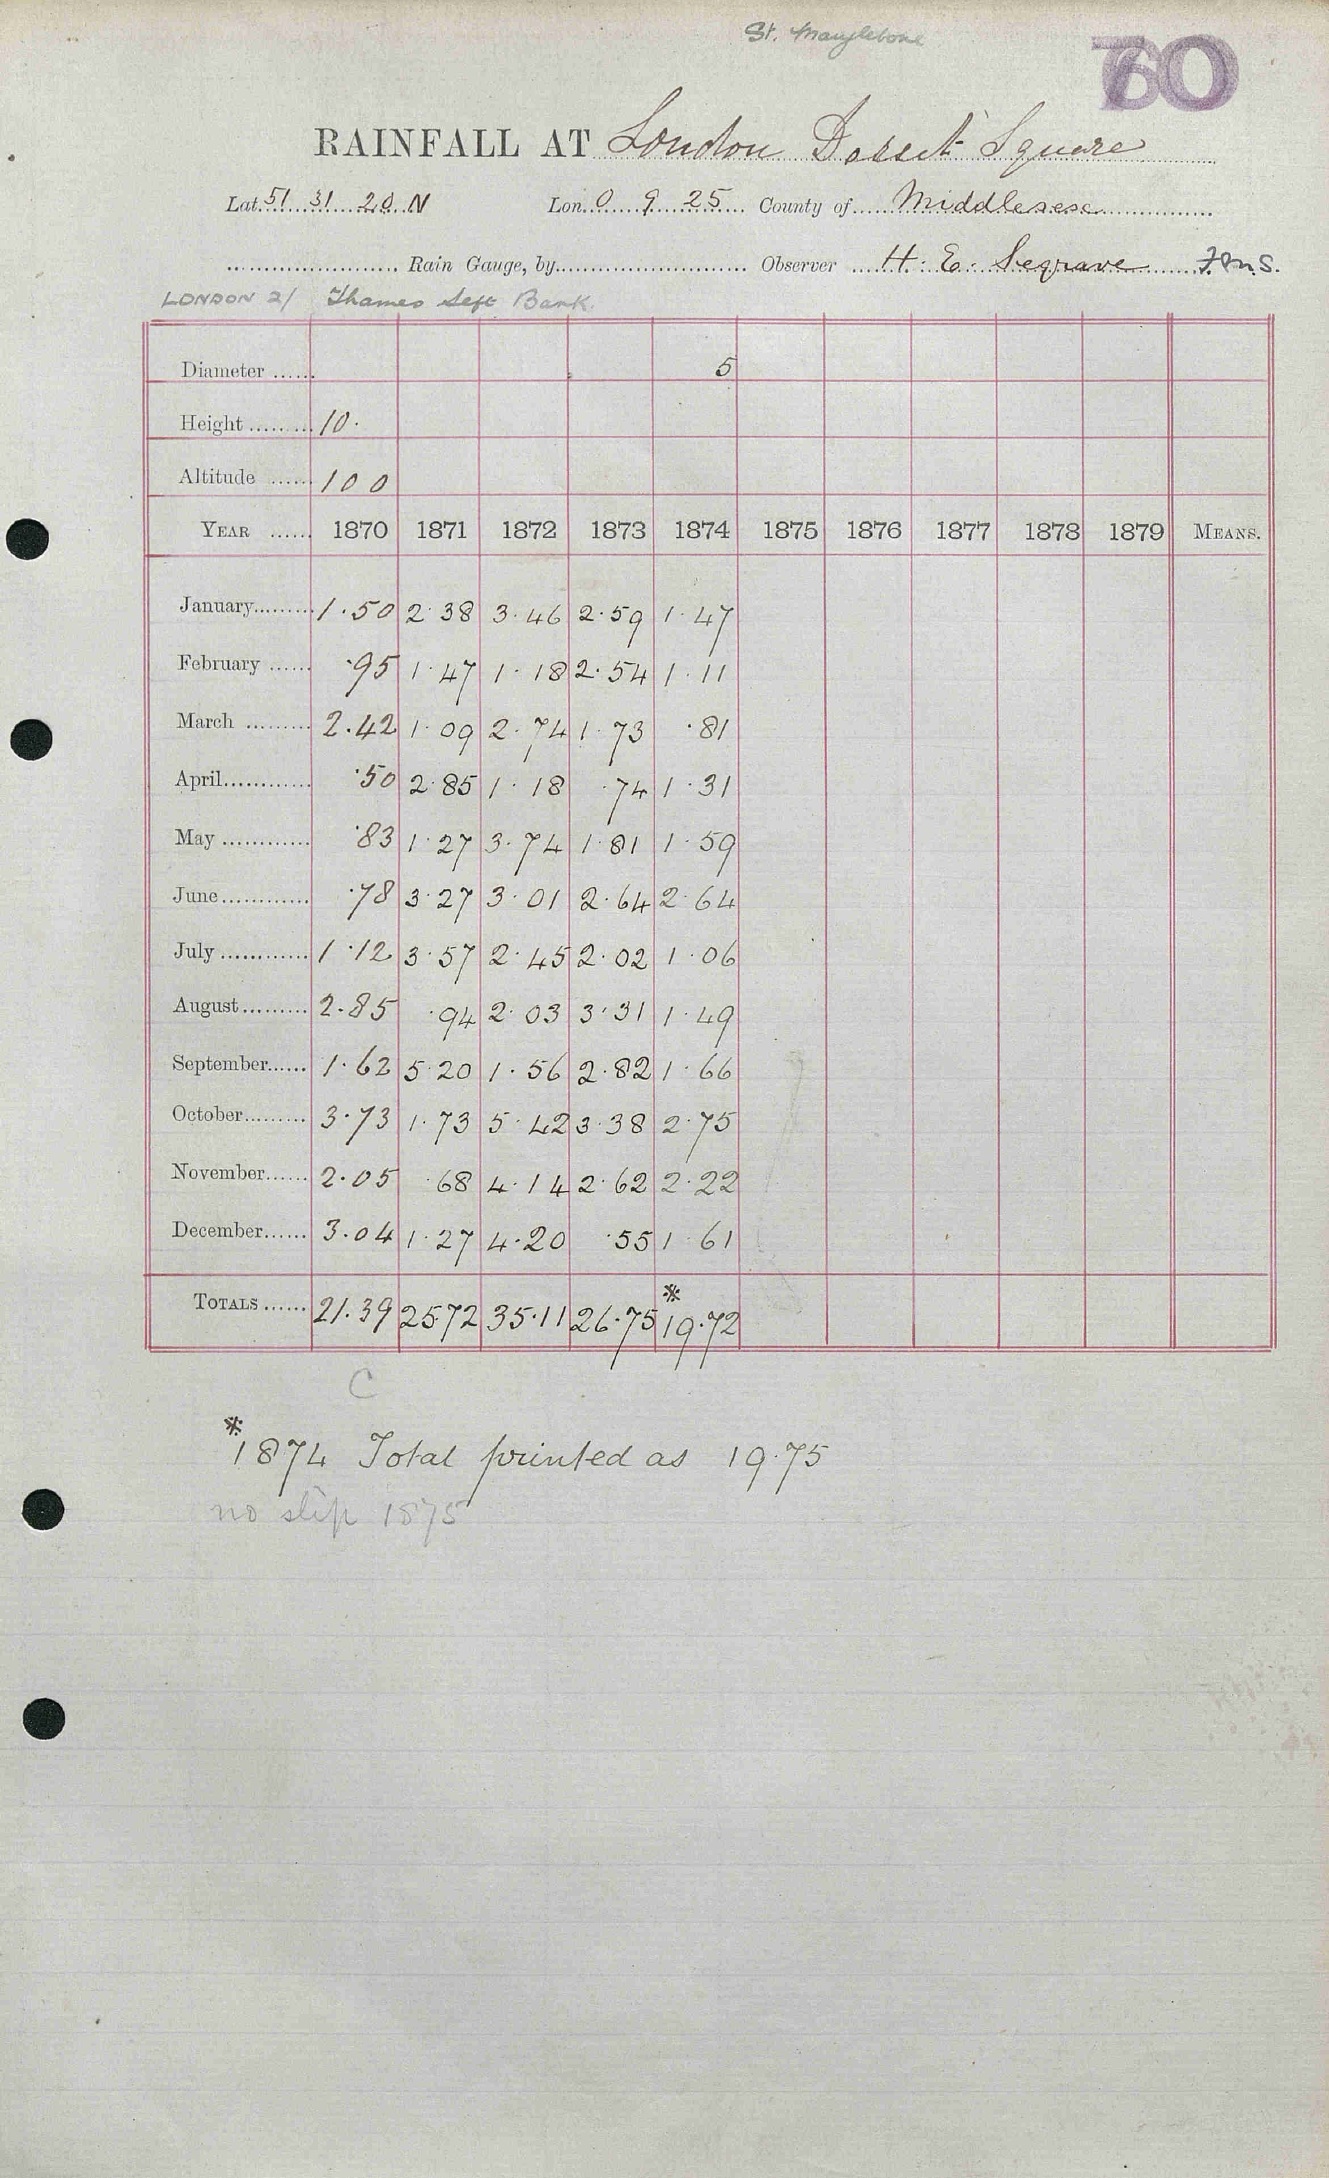 St. Marylebone
RAINFALL AT London Dorset Square
Lat. 51 31 20 N Lon. 0 9 25 County of Middlesex
Rain Gauge, by Observer H. E. Segrave F.M.S.
LONDON 21 Thames Left Bank.
Diameter 5
Height 10.
Altitude 100
YEAR 1870 1871 1872 1873 1874 1875 1876 1877 1878 1879 MEANS.
January 1.50 2.38 3.46 2.59 1.47
February .95 1.47 1.18 2.54 1.11
March 2.42 1.09 2.74 1.73 .81
April .50 2.85 1.18 .74 1.31
May .83 1.27 3.74 1.81 1.59
June .78 3.27 3.01 2.64 2.64
July 1.12 3.57 2.45 2.02 1.06
August 2.85 .94 2.03 3.31 1.49
September 1.62 5.20 1.56 2.82 1.66
October 3.73 1.73 5.42 3.38 2.75
November 2.05 .68 4.14 2.62 2.22
December 3.04 1.27 4.20 .55 1.61
TOTALS 21.39 25.72 35.11 26.75 *19.72
C
*1874 Total printed as 19.75
no slip 1875